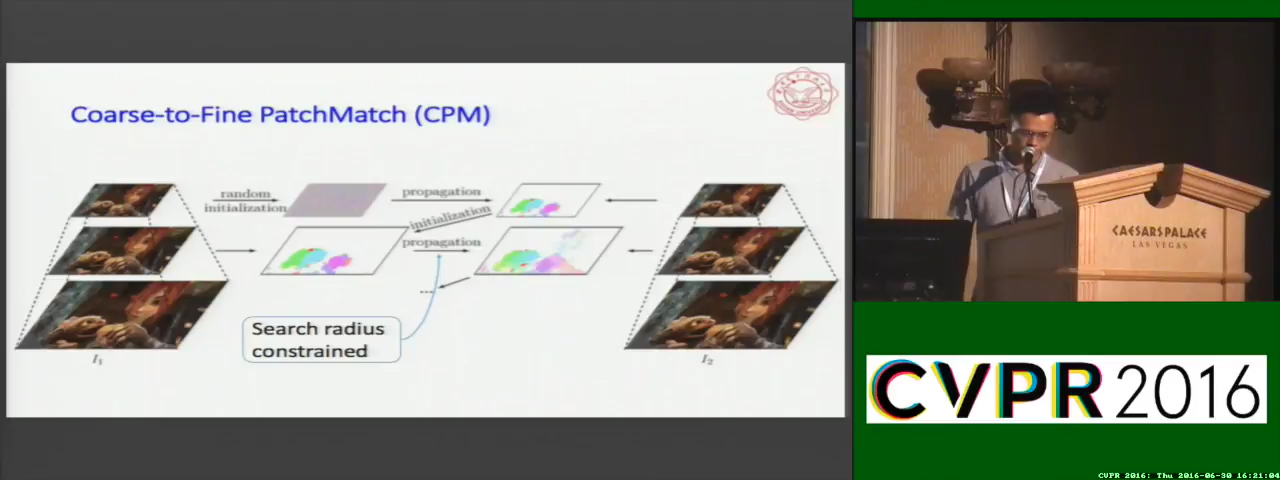 Coarse-to-Fine PatchMatch (CPM)
random
initialization
propagation
initialization
propagation
...
Search radius
constrained
I₁
I₂
CAESARS PALACE
LAS VEGAS
CVPR 2016
CVPR 2016: Thu 2016-06-30 16:21:04